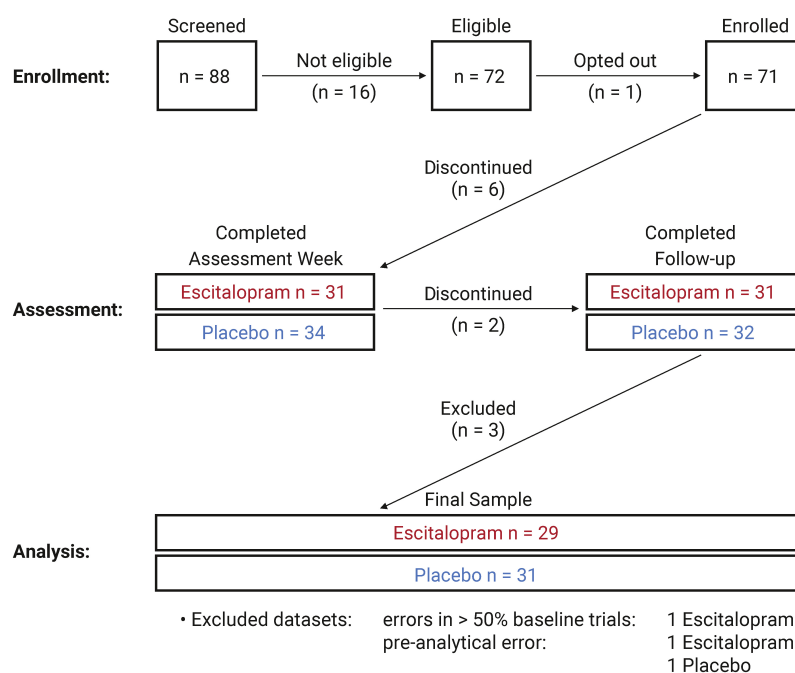 Screened
Eligible
Enrolled
Enrollment:
n = 88
Not eligible
(n = 16)
n = 72
Opted out
(n = 1)
n = 71
Discontinued
(n = 6)
Completed
Assessment Week
Completed
Follow-up
Assessment:
Escitalopram n = 31
Placebo n = 34
Discontinued
(n = 2)
Escitalopram n = 31
Placebo n = 32
Excluded
(n = 3)
Final Sample
Analysis:
Escitalopram n = 29
Placebo n = 31
• Excluded datasets: errors in > 50% baseline trials: 1 Escitalopram
pre-analytical error: 1 Escitalopram
1 Placebo